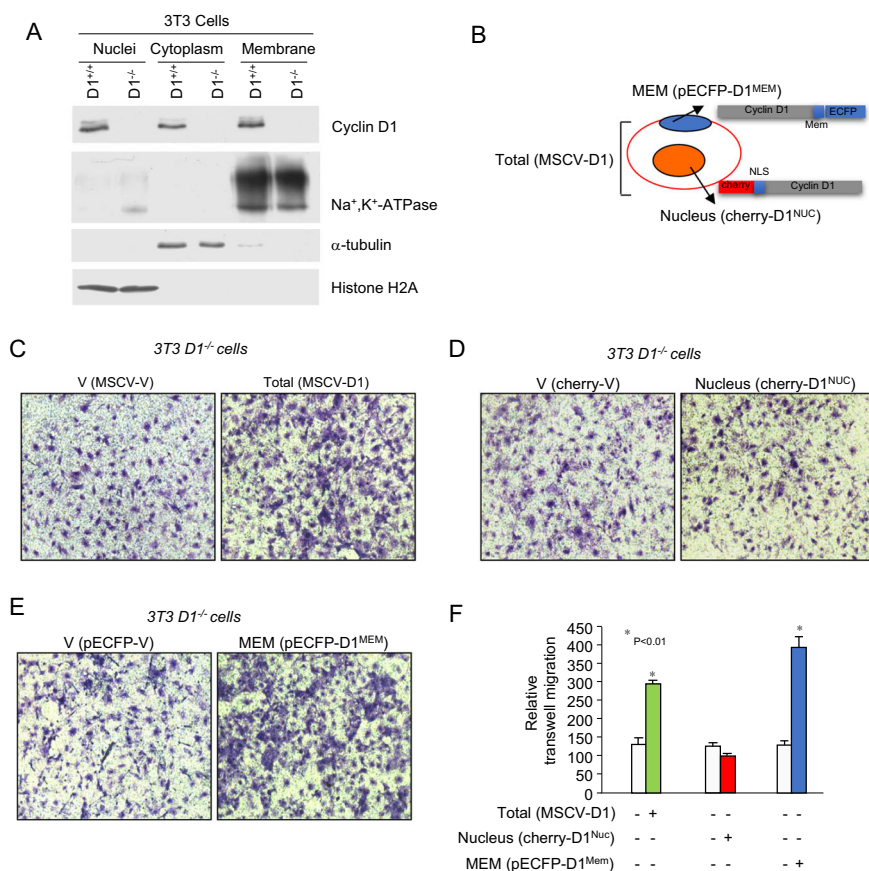 A
3T3 Cells
Nuclei Cytoplasm Membrane
D1+/+ D1-/- D1+/+ D1-/- D1+/+ D1-/-
Cyclin D1
Na+,K+-ATPase
α-tubulin
Histone H2A
B
MEM (pECFP-D1MEM)
Cyclin D1 ECFP
Mem
Total (MSCV-D1)
NLS
cherry Cyclin D1
Nucleus (cherry-D1NUC)
C
3T3 D1-/- cells
V (MSCV-V) Total (MSCV-D1)
D
3T3 D1-/- cells
V (cherry-V) Nucleus (cherry-D1NUC)
E
3T3 D1-/- cells
V (pECFP-V) MEM (pECFP-D1MEM)
F
Relative
transwell migration
450
400
350
300
250
200
150
100
50
0
* P<0.01
*
*
Total (MSCV-D1) - + - - - -
Nucleus (cherry-D1Nuc) - - - + - -
MEM (pECFP-D1Mem) - - - - - +